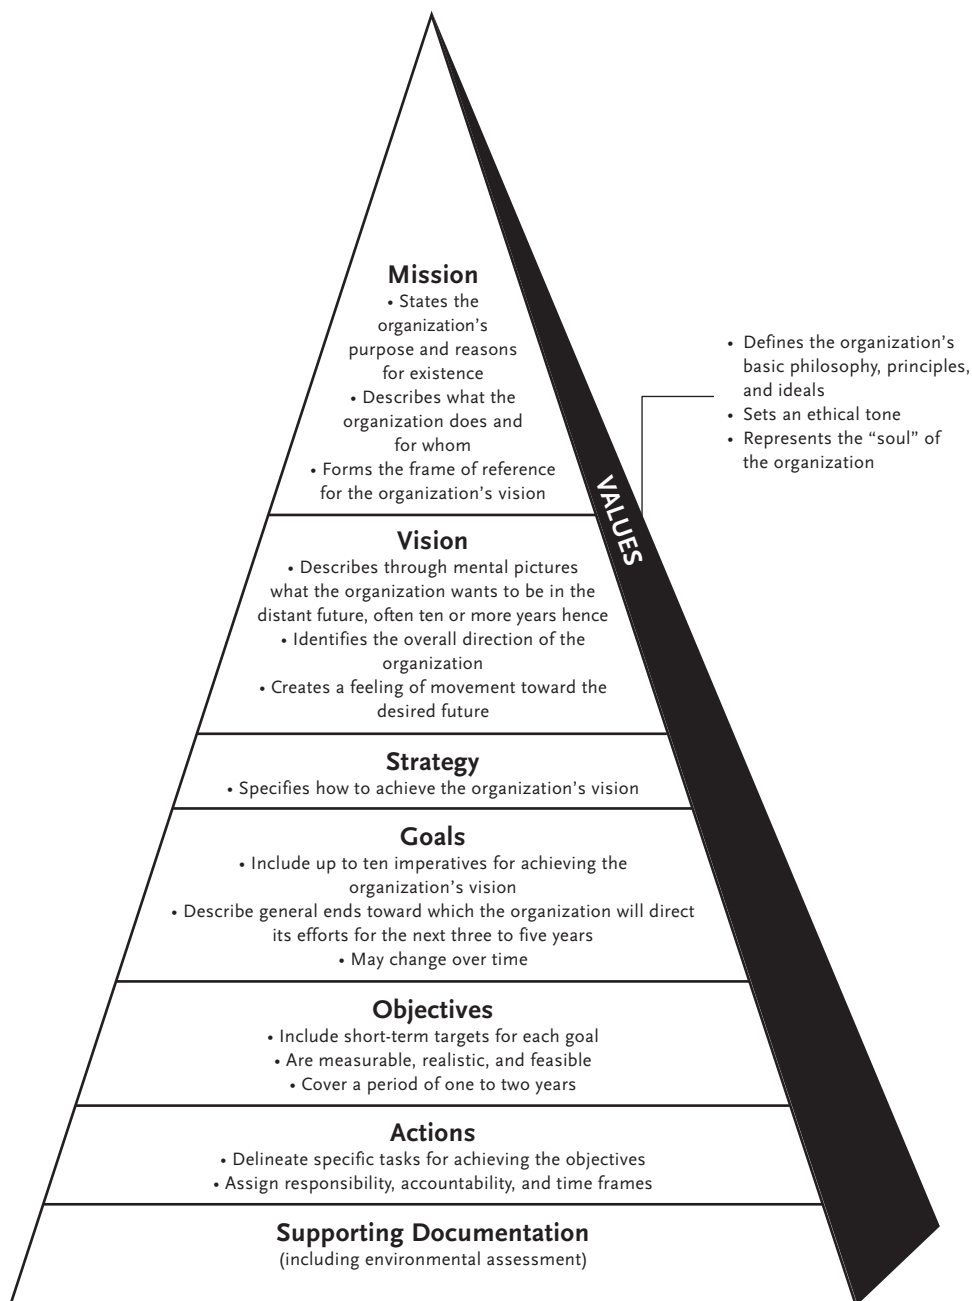 Mission
• States the
organization’s
purpose and reasons
for existence
• Describes what the
organization does and
for whom
• Forms the frame of reference
for the organization’s vision
• Defines the organization’s
basic philosophy, principles,
and ideals
• Sets an ethical tone
• Represents the “soul” of
the organization
VALUES
Vision
• Describes through mental pictures
what the organization wants to be in the
distant future, often ten or more years hence
• Identifies the overall direction of the
organization
• Creates a feeling of movement toward the
desired future
Strategy
• Specifies how to achieve the organization’s vision
Goals
• Include up to ten imperatives for achieving the
organization’s vision
• Describe general ends toward which the organization will direct
its efforts for the next three to five years
• May change over time
Objectives
• Include short-term targets for each goal
• Are measurable, realistic, and feasible
• Cover a period of one to two years
Actions
• Delineate specific tasks for achieving the objectives
• Assign responsibility, accountability, and time frames
Supporting Documentation
(including environmental assessment)